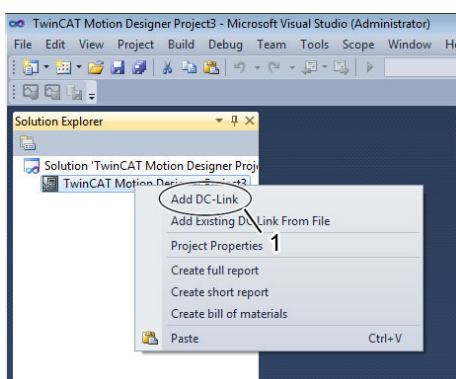 TwinCAT Motion Designer Project3 - Microsoft Visual Studio (Administrator)
File Edit View Project Build Debug Team Tools Scope Window
Solution Explorer
Solution 'TwinCAT Motion Designer
TwinCAT Motion Designer Project3
Add DC-Link
Add Existing DC-Link From File
1
Project Properties
Create full report
Create short report
Create bill of materials
Paste Ctrl+V